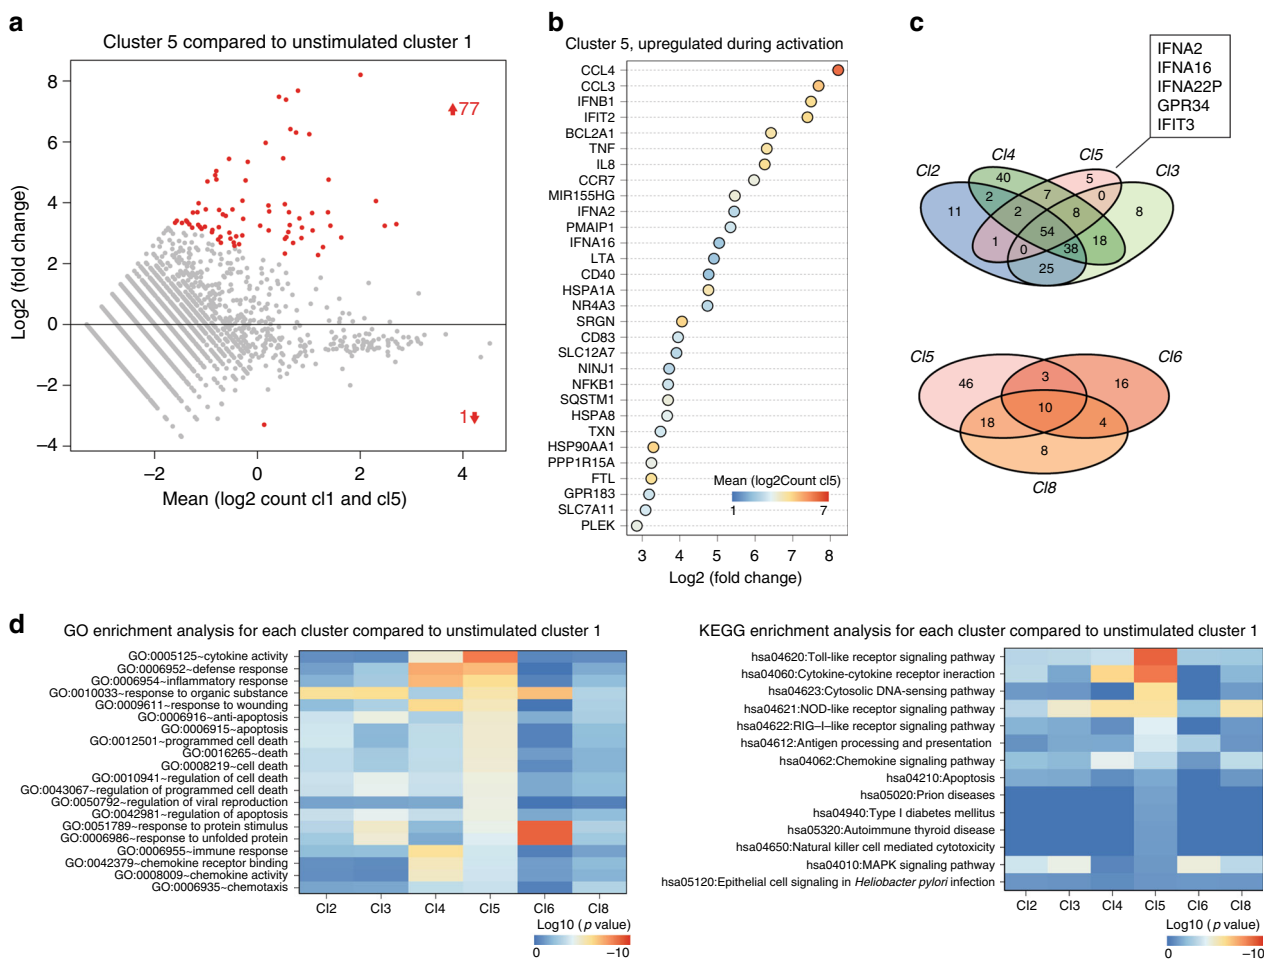 a
Cluster 5 compared to unstimulated cluster 1
Log2 (fold change)
8
6
4
2
0
−2
−4
77
1
−2 0 2 4
Mean (log2 count cl1 and cl5)
b
Cluster 5, upregulated during activation
CCL4
CCL3
IFNB1
IFIT2
BCL2A1
TNF
IL8
CCR7
MIR155HG
IFNA2
PMAIP1
IFNA16
LTA
CD40
HSPA1A
NR4A3
SRGN
CD83
SLC12A7
NINJ1
NFKB1
SQSTM1
HSPA8
TXN
HSP90AA1
PPP1R15A
FTL
GPR183
SLC7A11
PLEK
Mean (log2Count cl5)
1 7
3 4 5 6 7 8
Log2 (fold change)
c
IFNA2
IFNA16
IFNA22P
GPR34
IFIT3
Cl2 Cl4 Cl5 Cl3
40 5
2 7 0
11 2 8 8
54
1 0 38 18
25
Cl5 Cl6
46 3 16
10
18 4
8
Cl8
d
GO enrichment analysis for each cluster compared to unstimulated cluster 1
GO:0005125~cytokine activity
GO:0006952~defense response
GO:0006954~inflammatory response
GO:0010033~response to organic substance
GO:0009611~response to wounding
GO:0006916~anti-apoptosis
GO:0006915~apoptosis
GO:0012501~programmed cell death
GO:0016265~death
GO:0008219~cell death
GO:0010941~regulation of cell death
GO:0043067~regulation of programmed cell death
GO:0050792~regulation of viral reproduction
GO:0042981~regulation of apoptosis
GO:0051789~response to protein stimulus
GO:0006986~response to unfolded protein
GO:0006955~immune response
GO:0042379~chemokine receptor binding
GO:0008009~chemokine activity
GO:0006935~chemotaxis
Cl2 Cl3 Cl4 Cl5 Cl6 Cl8
Log10 (p value)
0 −10
KEGG enrichment analysis for each cluster compared to unstimulated cluster 1
hsa04620:Toll-like receptor signaling pathway
hsa04060:Cytokine-cytokine receptor ineraction
hsa04623:Cytosolic DNA-sensing pathway
hsa04621:NOD-like receptor signaling pathway
hsa04622:RIG–I–like receptor signaling pathway
hsa04612:Antigen processing and presentation
hsa04062:Chemokine signaling pathway
hsa04210:Apoptosis
hsa05020:Prion diseases
hsa04940:Type I diabetes mellitus
hsa05320:Autoimmune thyroid disease
hsa04650:Natural killer cell mediated cytotoxicity
hsa04010:MAPK signaling pathway
hsa05120:Epithelial cell signaling in Heliobacter pylori infection
Cl2 Cl3 Cl4 Cl5 Cl6 Cl8
Log10 (p value)
0 −10